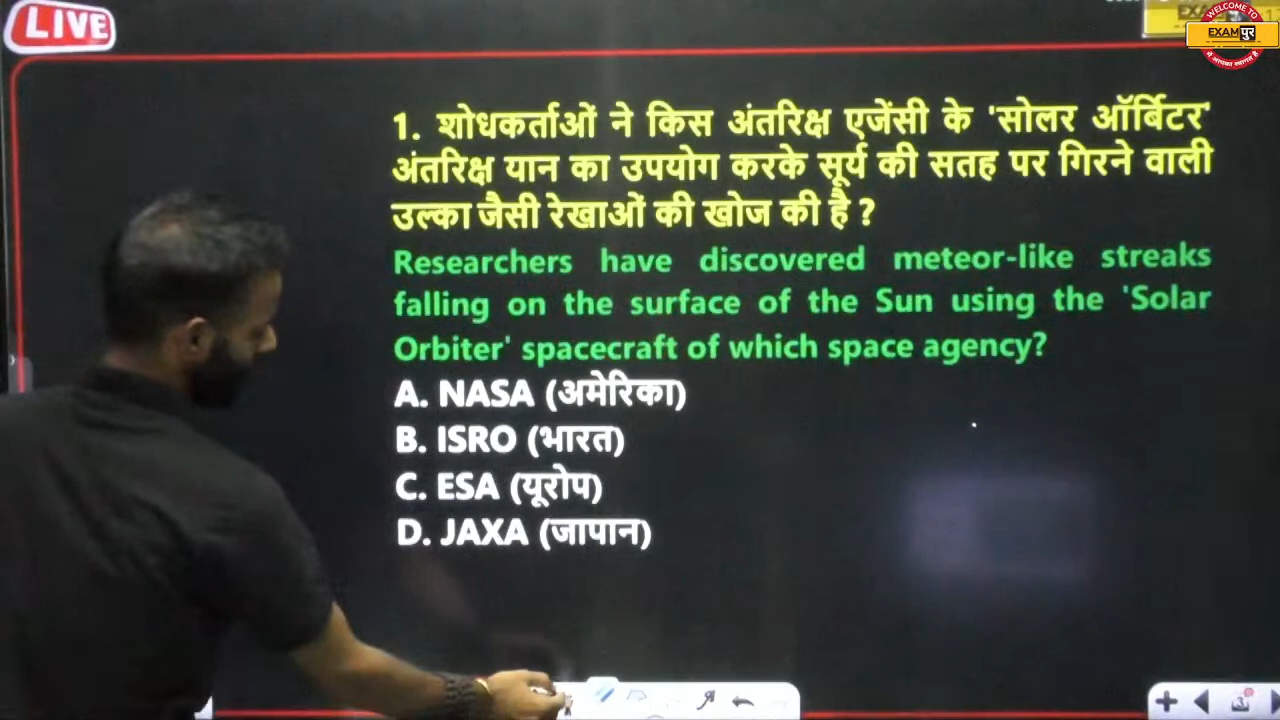 LIVE
WELCOME TO
EXAMपुर
1. शोधकर्ताओं ने किस अंतरिक्ष एजेंसी के 'सोलर ऑर्बिटर'
अंतरिक्ष यान का उपयोग करके सूर्य की सतह पर गिरने वाली
उल्का जैसी रेखाओं की खोज की है ?
Researchers have discovered meteor-like streaks
falling on the surface of the Sun using the 'Solar
Orbiter' spacecraft of which space agency?
A. NASA (अमेरिका)
B. ISRO (भारत)
C. ESA (यूरोप)
D. JAXA (जापान)